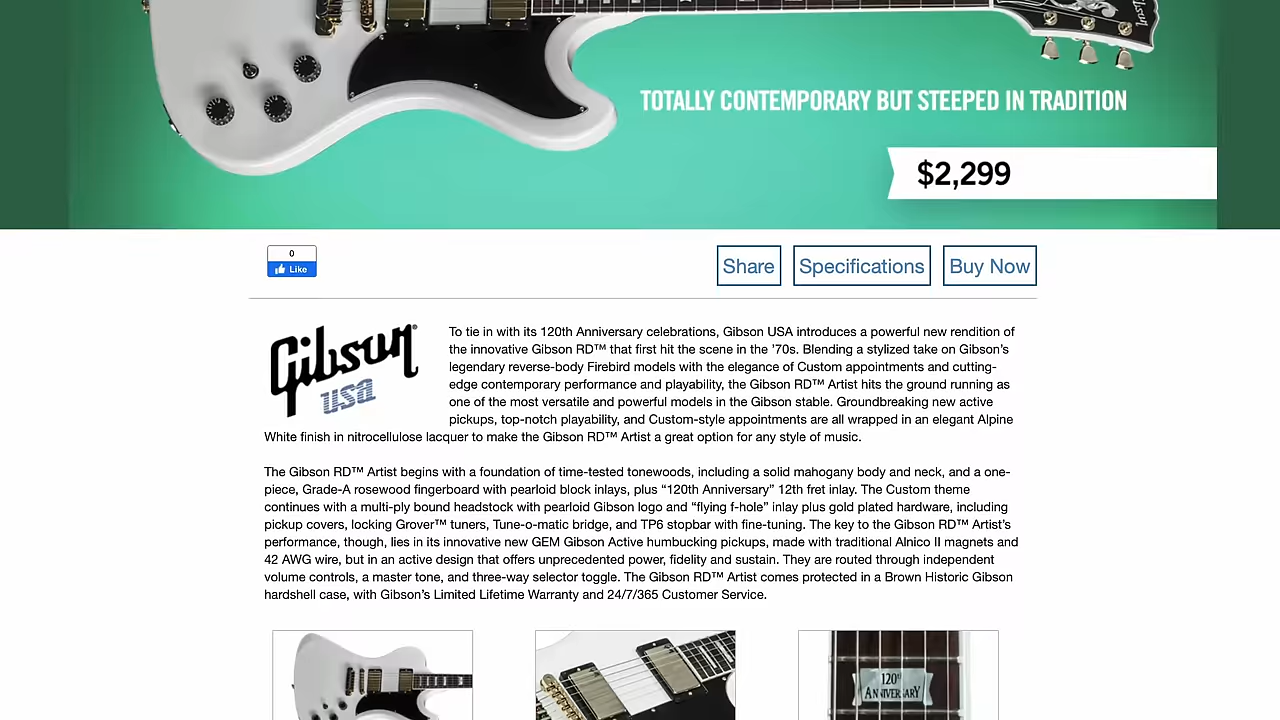 TOTALLY CONTEMPORARY BUT STEEPED IN TRADITION
$2,299
0
Like
Share
Specifications
Buy Now
Gibson
usa
To tie in with its 120th Anniversary celebrations, Gibson USA introduces a powerful new rendition of
the innovative Gibson RD™ that first hit the scene in the ’70s. Blending a stylized take on Gibson’s
legendary reverse-body Firebird models with the elegance of Custom appointments and cutting-
edge contemporary performance and playability, the Gibson RD™ Artist hits the ground running as
one of the most versatile and powerful models in the Gibson stable. Groundbreaking new active
pickups, top-notch playability, and Custom-style appointments are all wrapped in an elegant Alpine
White finish in nitrocellulose lacquer to make the Gibson RD™ Artist a great option for any style of music.
The Gibson RD™ Artist begins with a foundation of time-tested tonewoods, including a solid mahogany body and neck, and a one-
piece, Grade-A rosewood fingerboard with pearloid block inlays, plus “120th Anniversary” 12th fret inlay. The Custom theme
continues with a multi-ply bound headstock with pearloid Gibson logo and “flying f-hole” inlay plus gold plated hardware, including
pickup covers, locking Grover™ tuners, Tune-o-matic bridge, and TP6 stopbar with fine-tuning. The key to the Gibson RD™ Artist’s
performance, though, lies in its innovative new GEM Gibson Active humbucking pickups, made with traditional Alnico II magnets and
42 AWG wire, but in an active design that offers unprecedented power, fidelity and sustain. They are routed through independent
volume controls, a master tone, and three-way selector toggle. The Gibson RD™ Artist comes protected in a Brown Historic Gibson
hardshell case, with Gibson’s Limited Lifetime Warranty and 24/7/365 Customer Service.
120th
ANNIVERSARY